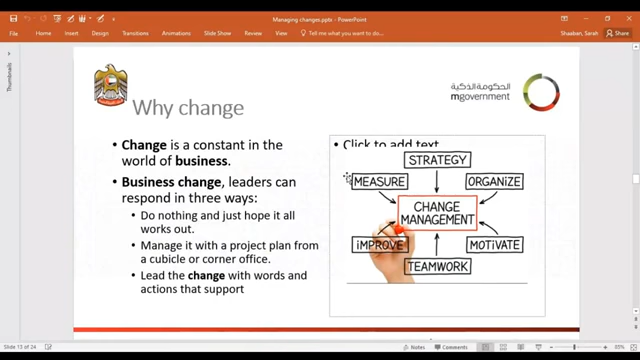 Managing changes.ppts - PowerPoint
Shaaban, Sarah
File
Home
Insert
Draw
Design
Transitions
Animations
Slide Show
Review
View
Help
Tell me what you want to do
Share
Thumbnails
Why change
الحكومة الذكية
mgovernment
• Change is a constant in the
world of business.
• Business change, leaders can
respond in three ways:
• Do nothing and just hope it all
works out.
• Manage it with a project plan from
a cubicle or corner office.
• Lead the change with words and
actions that support
• Click to add text
STRATEGY
MEASURE
ORGANiZE
CHANGE
MANAGEMENT
iMPROVE
MOTiVATE
TEAMWORK
Slide 13 of 24
Notes
Comments
85%